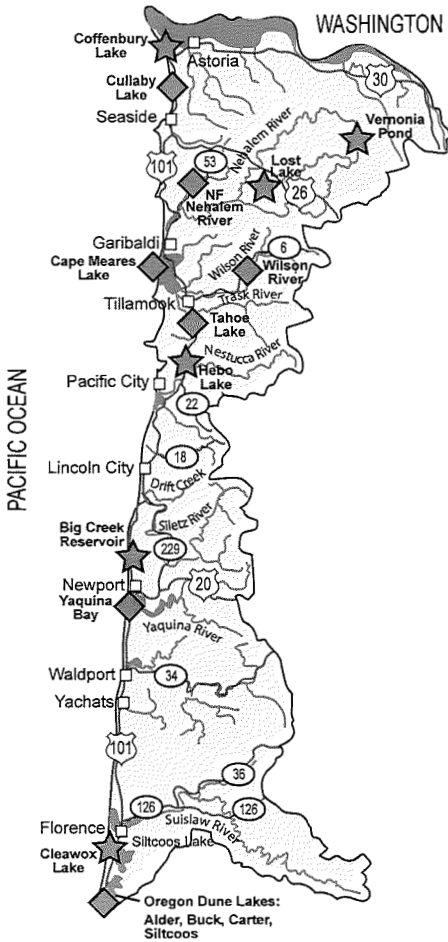 WASHINGTON
Coffenbury
Lake
Astoria
30
Cullaby
Lake
Seaside
Nehalem River
Vernonia
Pond
101
53
Lost
Lake
26
NF
Nehalem
River
Garibaldi
6
Wilson River
Cape Meares
Lake
Wilson
River
Tillamook
Trask River
Tahoe
Lake
Nestucca River
Hebo
Lake
Pacific City
22
PACIFIC OCEAN
18
Lincoln City
Drift Creek
Siletz River
Big Creek
Reservoir
229
Newport
20
Yaquina
Bay
Yaquina River
Waldport
34
Yachats
101
36
126
126
Florence
Suislaw River
Siltcoos Lake
Cleawox
Lake
Oregon Dune Lakes:
Alder, Buck, Carter,
Siltcoos